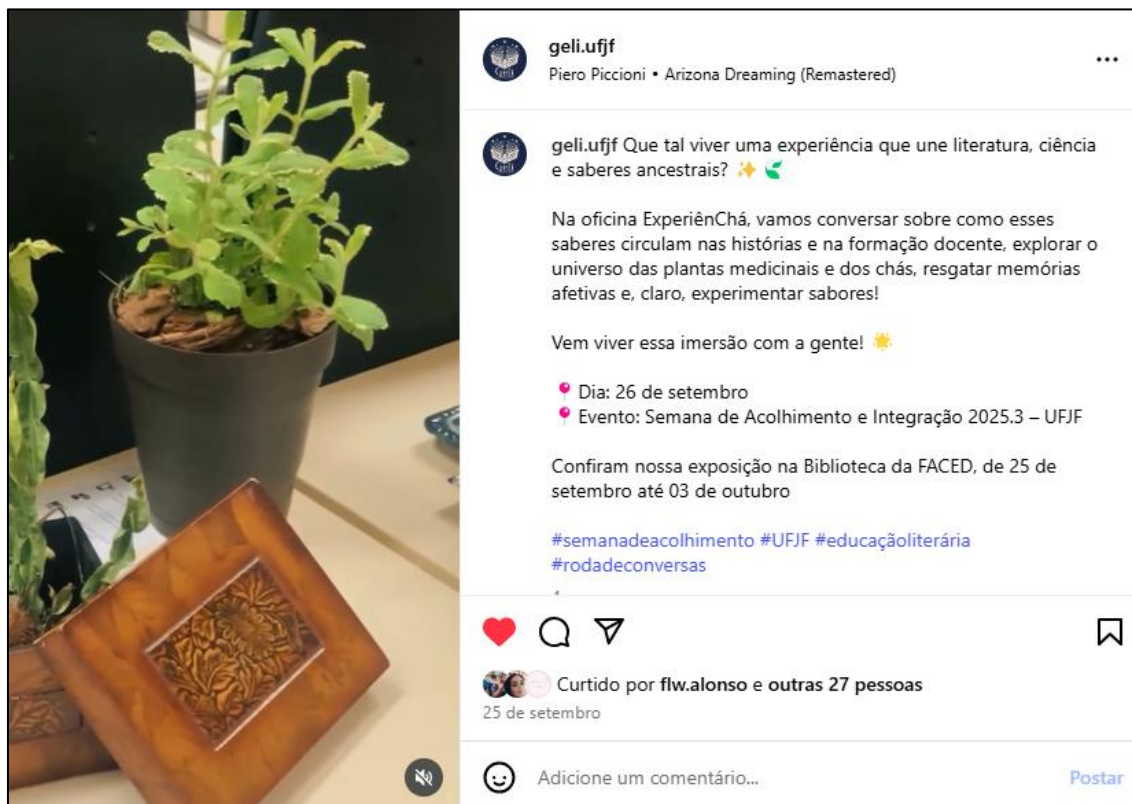 geli.ufjf
Piero Piccioni • Arizona Dreaming (Remastered)
geli.ufjf Que tal viver uma experiência que une literatura, ciência
e saberes ancestrais? ✨ 🌿
Na oficina ExperiênChá, vamos conversar sobre como esses
saberes circulam nas histórias e na formação docente, explorar o
universo das plantas medicinais e dos chás, resgatar memórias
afetivas e, claro, experimentar sabores!
Vem viver essa imersão com a gente! 🌟
📍 Dia: 26 de setembro
📍 Evento: Semana de Acolhimento e Integração 2025.3 – UFJF
Confiram nossa exposição na Biblioteca da FACED, de 25 de
setembro até 03 de outubro
#semanadeacolhimento #UFJF #educaçãoliterária
#rodadeconversas
Curtido por flw.alonso e outras 27 pessoas
25 de setembro
Adicione um comentário...
Postar